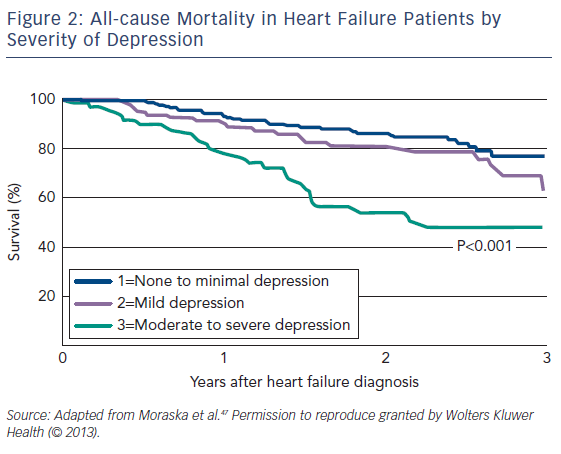 Figure 2: All-cause Mortality in Heart Failure Patients by
Severity of Depression
100
80
60
40
20
Survival (%)
P<0.001
1=None to minimal depression
2=Mild depression
3=Moderate to severe depression
0 1 2 3
Years after heart failure diagnosis
Source: Adapted from Moraska et al.⁴⁷ Permission to reproduce granted by Wolters Kluwer
Health (© 2013).